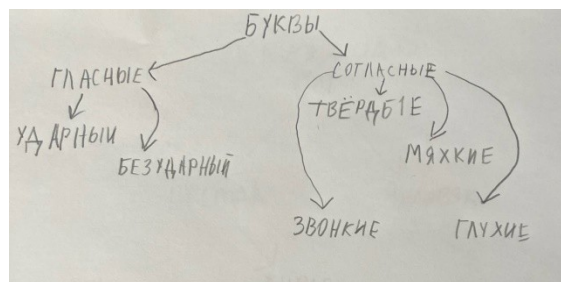 БУКВЫ
ГЛАСНЫЕ
СОГЛАСНЫЕ
УДАРНЫЙ
БЕЗУДАРНЫЙ
ТВЁРДЫЕ
МЯХКИЕ
ЗВОНКИЕ
ГЛУХИЕ